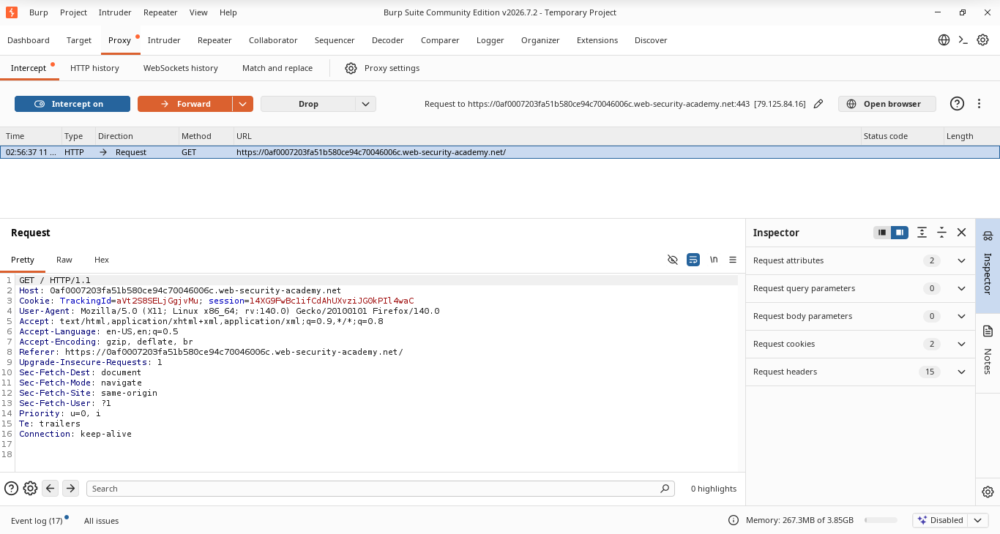 Burp Project Intruder Repeater View Help Burp Suite Community Edition v2026.7.2 - Temporary Project
Dashboard Target Proxy Intruder Repeater Collaborator Sequencer Decoder Comparer Logger Organizer Extensions Discover
Intercept HTTP history WebSockets history Match and replace Proxy settings
Intercept on Forward Drop Request to https://0af0007203fa51b580ce94c70046006c.web-security-academy.net:443 [79.125.84.16] Open browser
Time Type Direction Method URL Status code Length
02:56:37 11 ... HTTP → Request GET https://0af0007203fa51b580ce94c70046006c.web-security-academy.net/
Request
Pretty Raw Hex \n
1 GET / HTTP/1.1
2 Host: 0af0007203fa51b580ce94c70046006c.web-security-academy.net
3 Cookie: TrackingId=aVt2S8SELjGgjvMu; session=14XG9FwBc1ifCdAhUXvziJG0kPIl4waC
4 User-Agent: Mozilla/5.0 (X11; Linux x86_64; rv:140.0) Gecko/20100101 Firefox/140.0
5 Accept: text/html,application/xhtml+xml,application/xml;q=0.9,*/*;q=0.8
6 Accept-Language: en-US,en;q=0.5
7 Accept-Encoding: gzip, deflate, br
8 Referer: https://0af0007203fa51b580ce94c70046006c.web-security-academy.net/
9 Upgrade-Insecure-Requests: 1
10 Sec-Fetch-Dest: document
11 Sec-Fetch-Mode: navigate
12 Sec-Fetch-Site: same-origin
13 Sec-Fetch-User: ?1
14 Priority: u=0, i
15 Te: trailers
16 Connection: keep-alive
17
18
Search 0 highlights
Inspector
Request attributes 2
Request query parameters 0
Request body parameters 0
Request cookies 2
Request headers 15
Inspector
Notes
Event log (17) All issues Memory: 267.3MB of 3.85GB Disabled